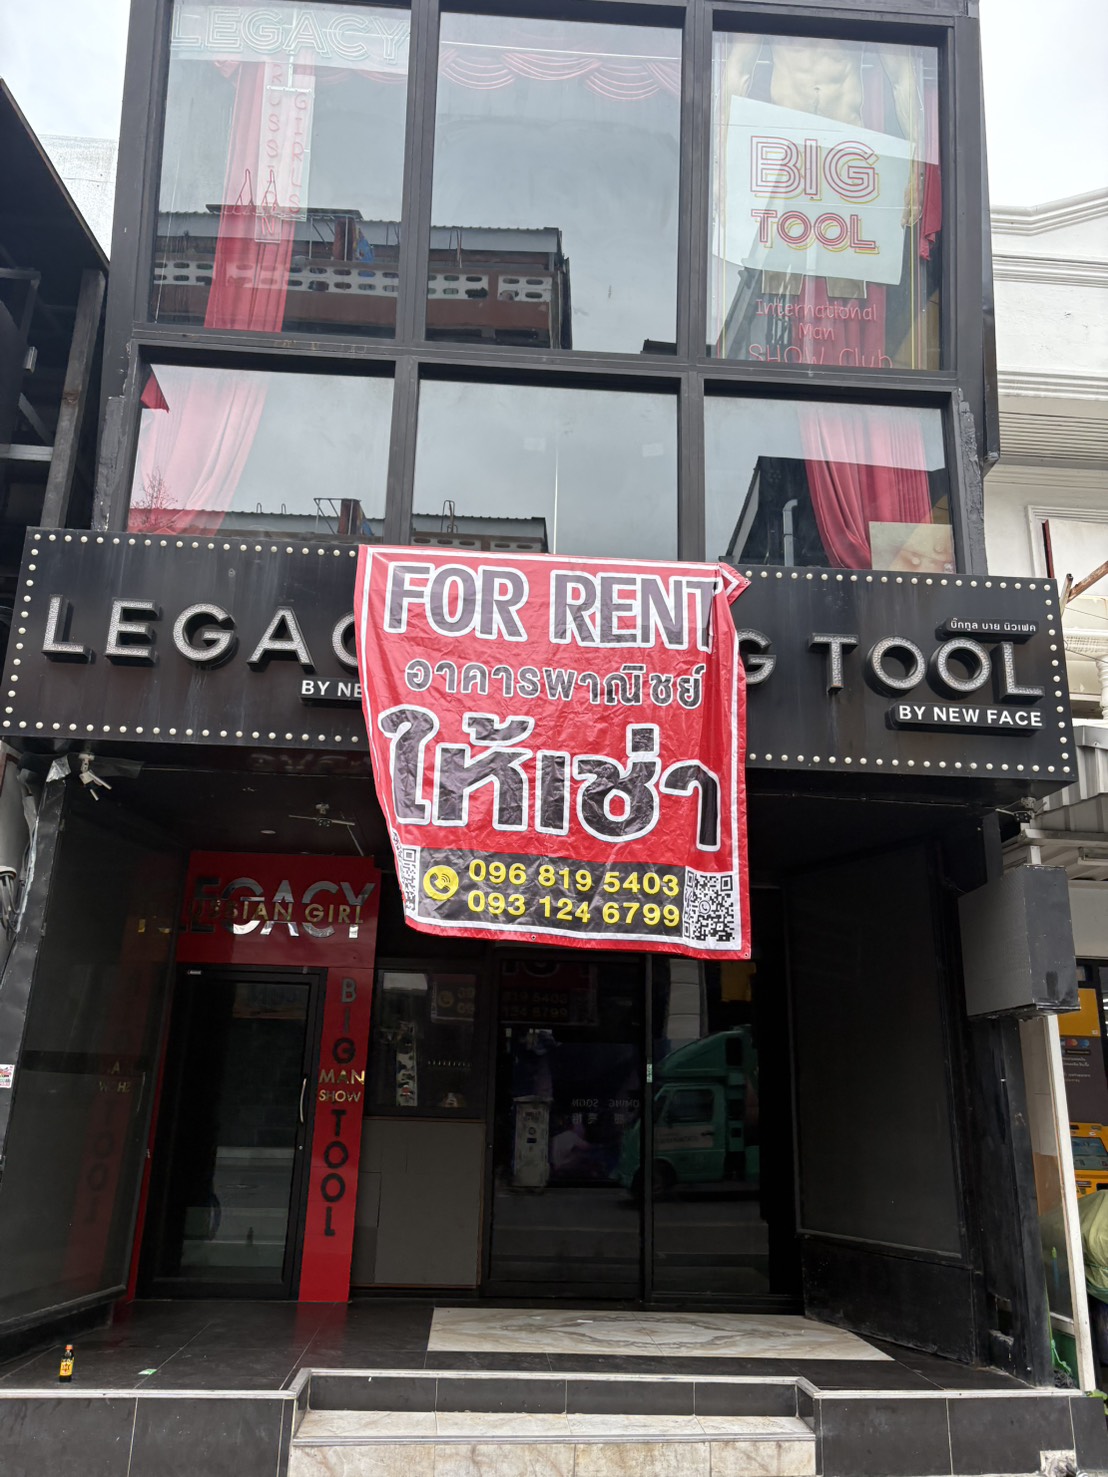 LEGACY
RUSSIAN
GIRLS
BIG
TOOL
International
Man
SHOW Club
FOR RENT
อาคารพาณิชย์
ให้เช่า
096 819 5403
093 124 6799
LEGAC
BY NE
G TOOL
บิ๊กทูล บาย นิวเฟค
BY NEW FACE
LEGACY
RUSSIAN GIRL
BIG
MAN
SHOW
TOOL